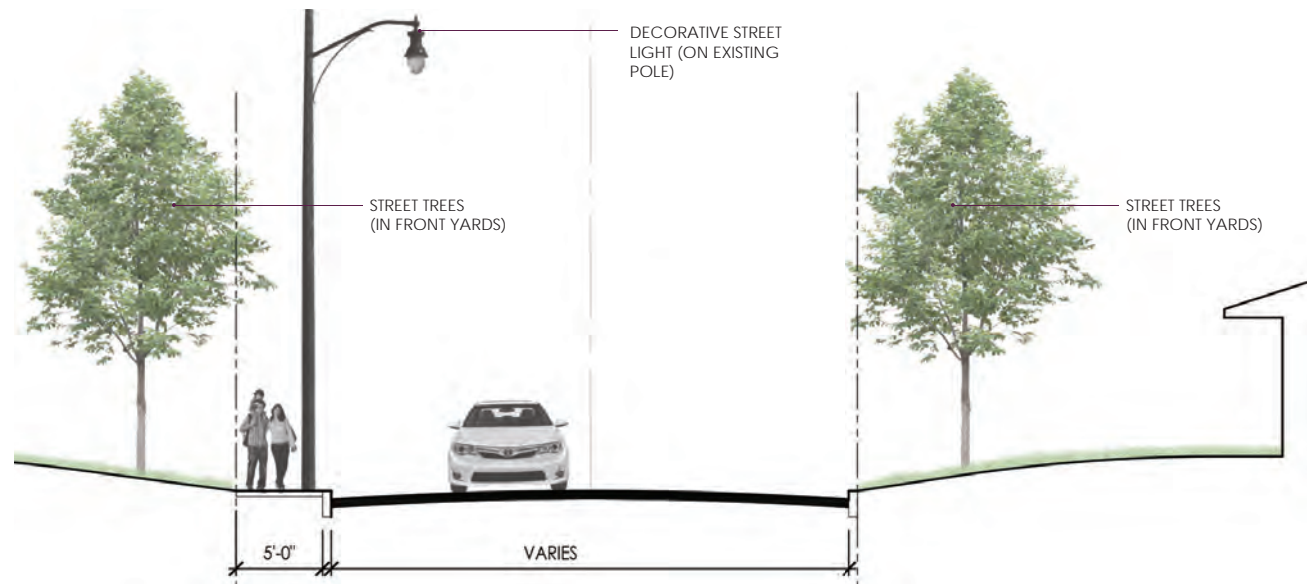 DECORATIVE STREET
LIGHT (ON EXISTING
POLE)
STREET TREES
(IN FRONT YARDS)
STREET TREES
(IN FRONT YARDS)
5'-0"
VARIES